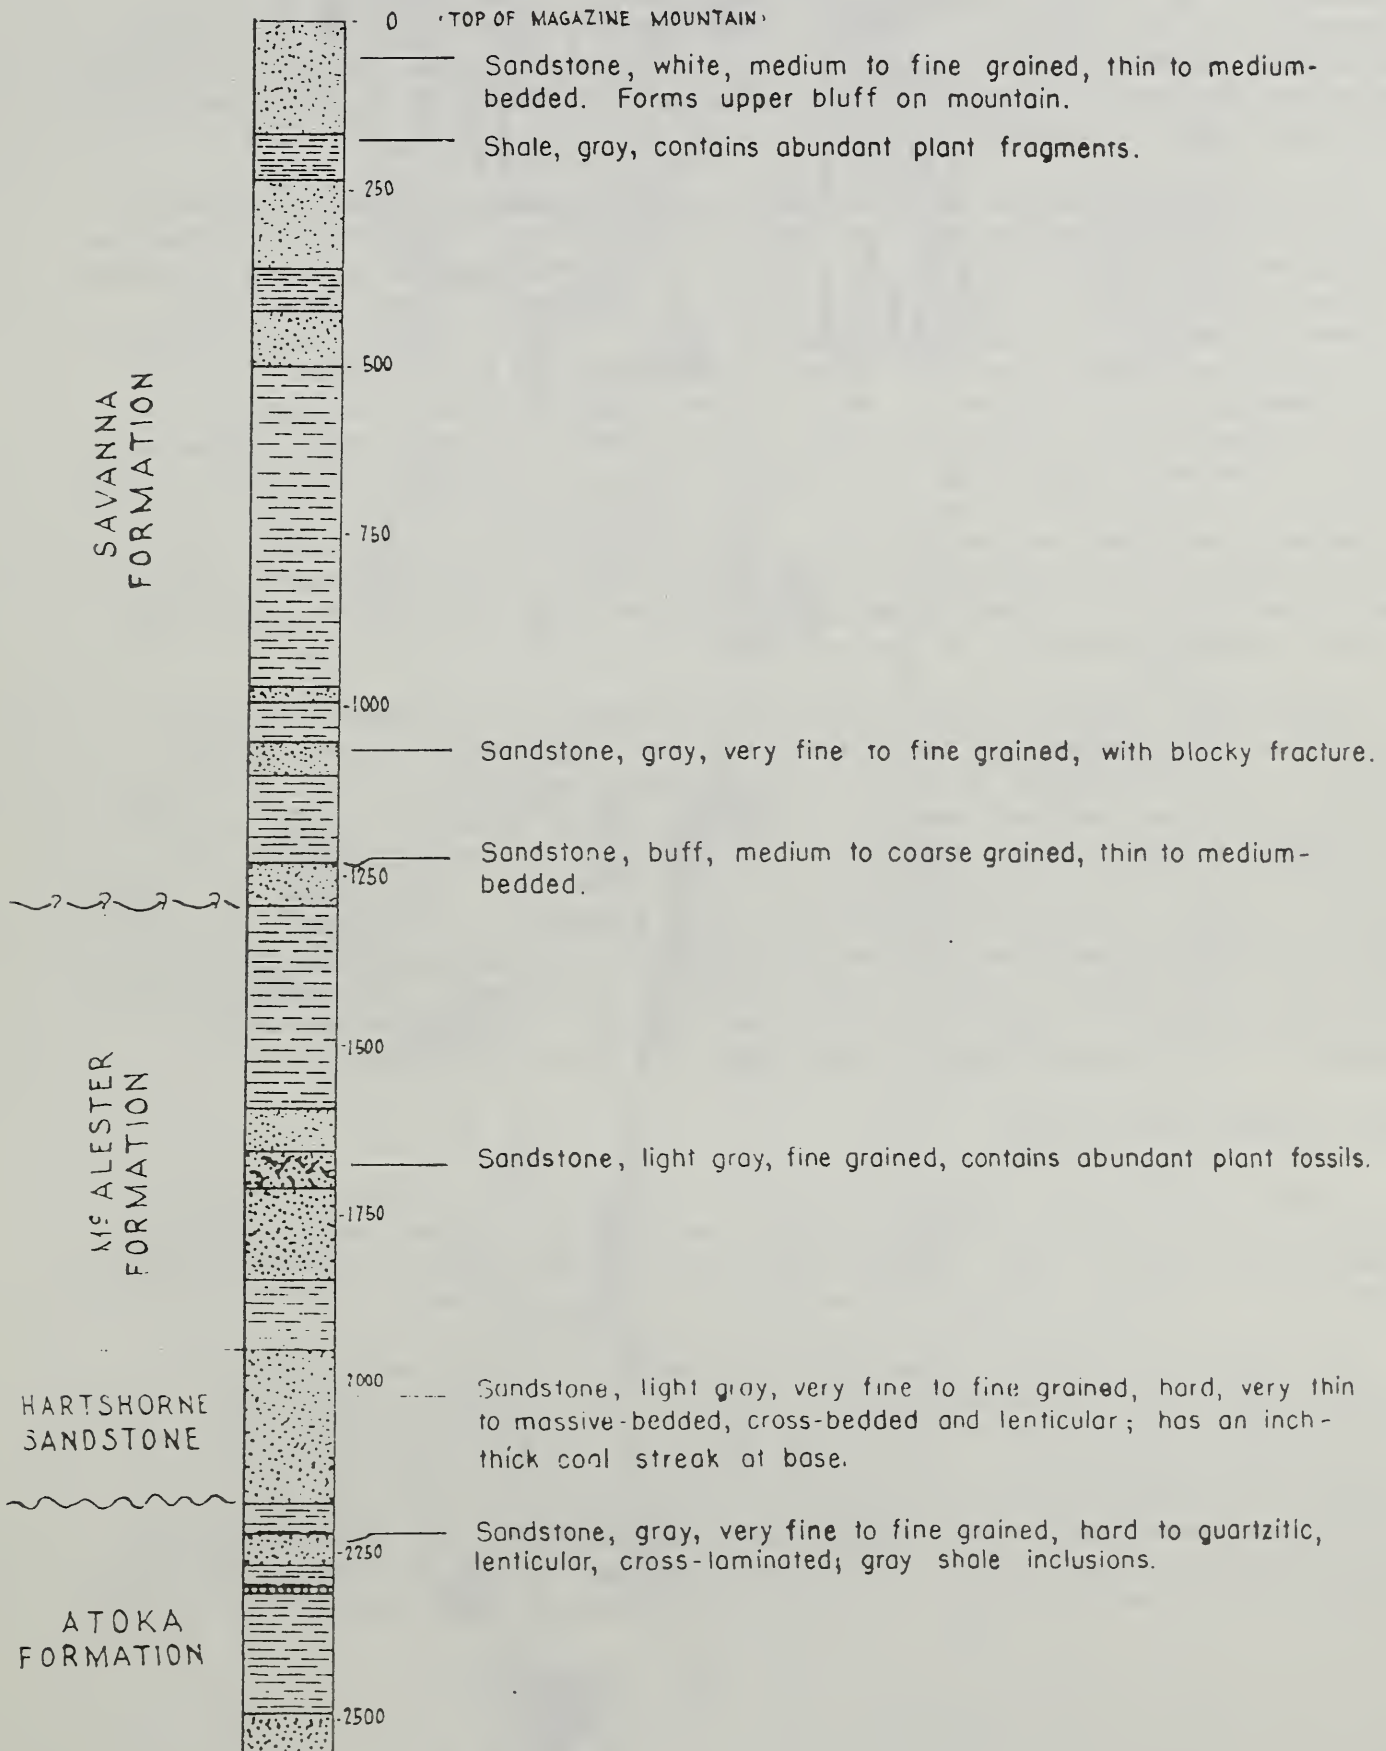 0 (TOP OF MAGAZINE MOUNTAIN)
Sandstone, white, medium to fine grained, thin to medium-
bedded. Forms upper bluff on mountain.
Shale, gray, contains abundant plant fragments.
- 250
- 500
SAVANNA
FORMATION
- 750
-1000
Sandstone, gray, very fine to fine grained, with blocky fracture.
Sandstone, buff, medium to coarse grained, thin to medium-
bedded.
-1250
? ? ? ?
-1500
Mc ALESTER
FORMATION
Sandstone, light gray, fine grained, contains abundant plant fossils.
-1750
2000
HARTSHORNE
SANDSTONE
Sandstone, light gray, very fine to fine grained, hard, very thin
to massive-bedded, cross-bedded and lenticular; has an inch-
thick coal streak at base.
Sandstone, gray, very fine to fine grained, hard to quartzitic,
lenticular, cross-laminated; gray shale inclusions.
-2250
ATOKA
FORMATION
-2500